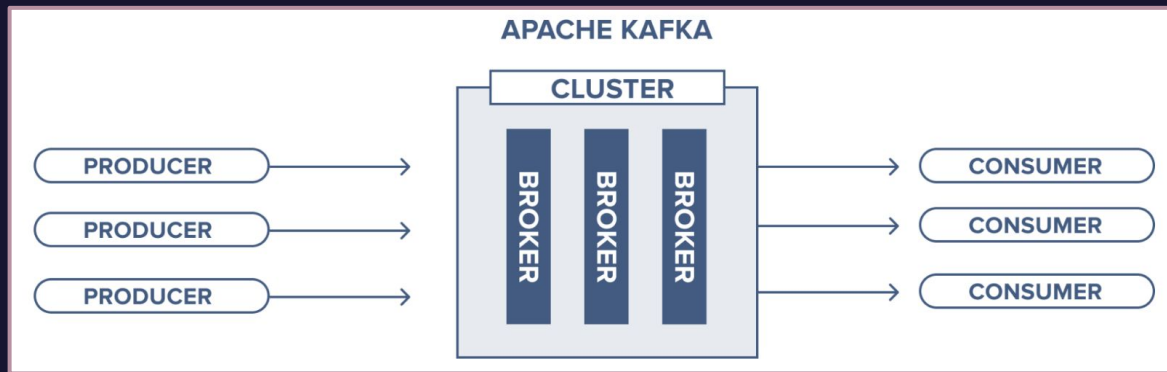 APACHE KAFKA
CLUSTER
PRODUCER
PRODUCER
PRODUCER
BROKER
BROKER
BROKER
CONSUMER
CONSUMER
CONSUMER